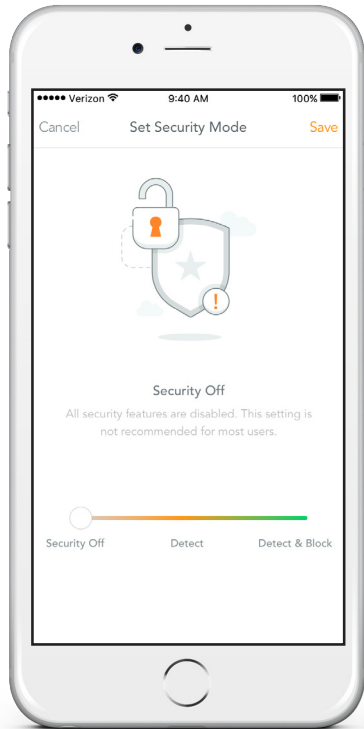 Verizon 9:40 AM 100%
Cancel Set Security Mode Save
!
Security Off
All security features are disabled. This setting is
not recommended for most users.
Security Off Detect Detect & Block